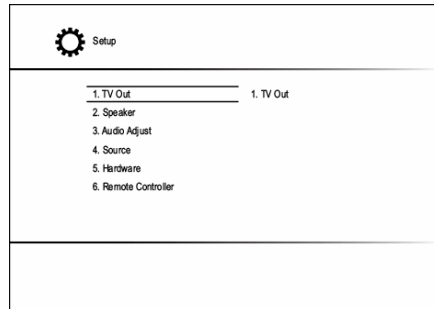 Setup
1. TV Out
1. TV Out
2. Speaker
3. Audio Adjust
4. Source
5. Hardware
6. Remote Controller